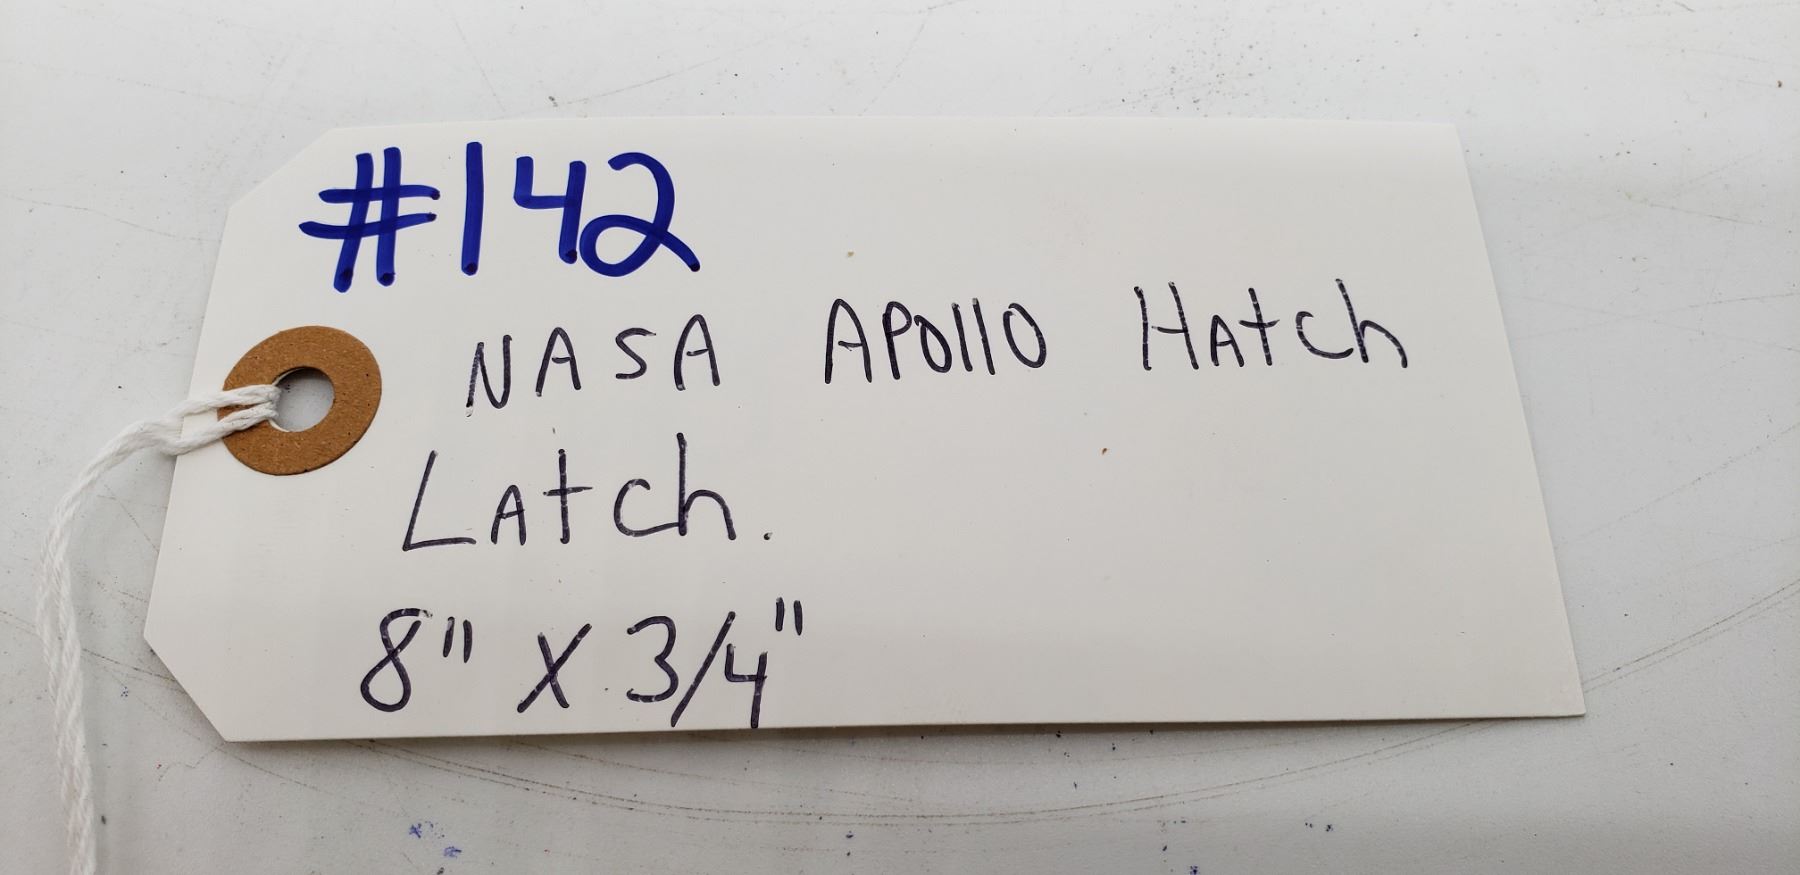 #142
NASA APOllO HAtch
LAtch.
8" X 3/4"